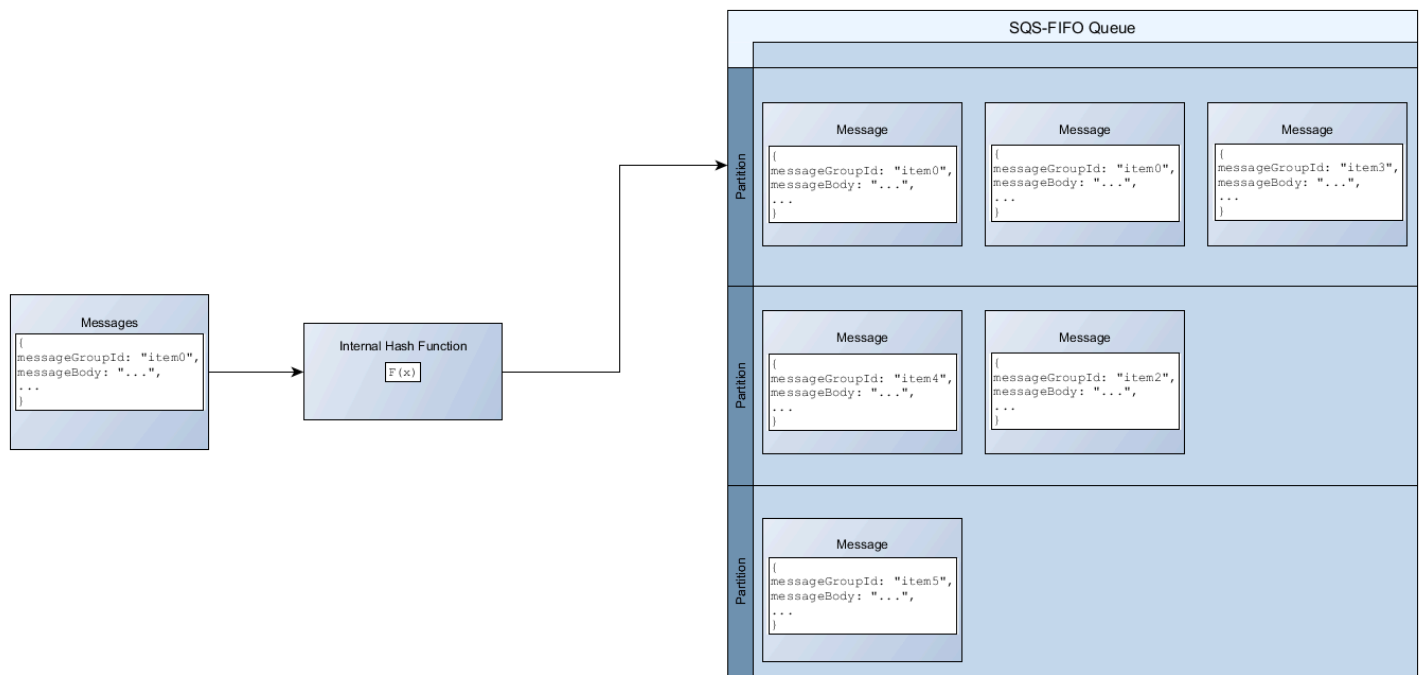 SQS-FIFO Queue
Partition
Message
{
messageGroupId: "item0",
messageBody: "...",
...
}
Message
{
messageGroupId: "item0",
messageBody: "...",
...
}
Message
{
messageGroupId: "item3",
messageBody: "...",
...
}
Messages
{
messageGroupId: "item0",
messageBody: "...",
...
}
Internal Hash Function
F(x)
Partition
Message
{
messageGroupId: "item4",
messageBody: "...",
...
}
Message
{
messageGroupId: "item2",
messageBody: "...",
...
}
Partition
Message
{
messageGroupId: "item5",
messageBody: "...",
...
}